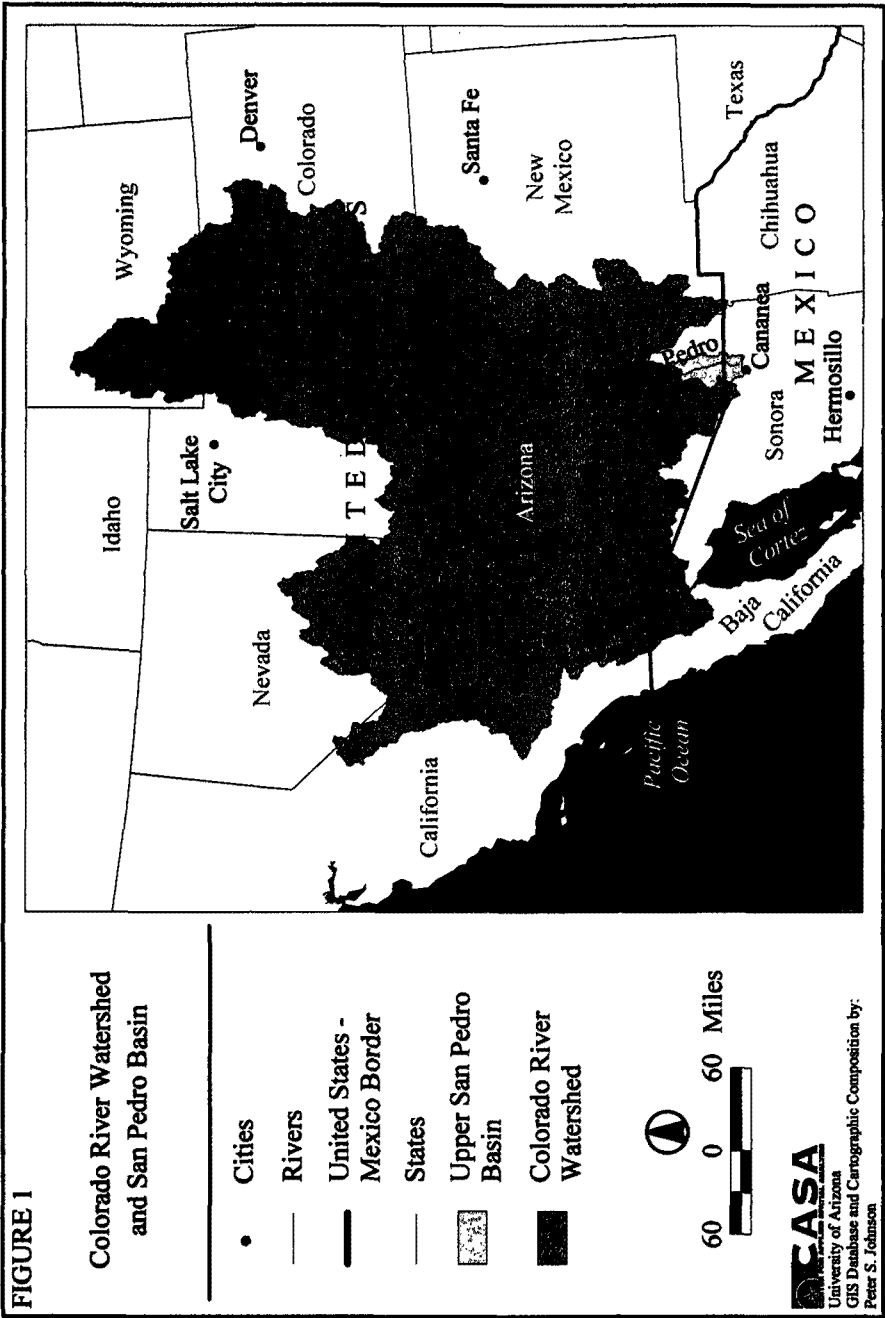 FIGURE 1
Colorado River Watershed
and San Pedro Basin
Cities
Rivers
United States -
Mexico Border
States
Upper San Pedro
Basin
Colorado River
Watershed
60 0 60 Miles
CASA
University of Arizona
GIS Database and Cartographic Composition by:
Peter S. Johnson
Idaho
Wyoming
Salt Lake
City
Denver
Nevada
Colorado
TED
S
California
Arizona
Santa Fe
New
Mexico
Pacific
Ocean
Pedro
Texas
Baja
California
Sea of
Cortez
Sonora
Cananea
Chihuahua
MEXICO
Hermosillo